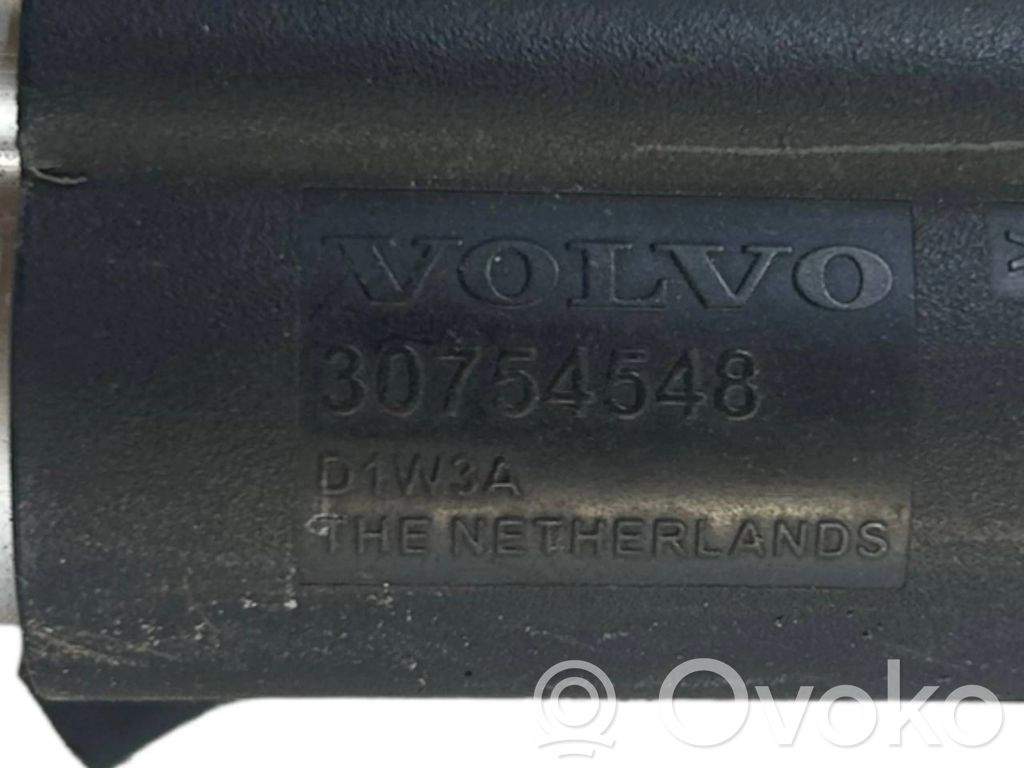 VOLVO
30754548
D1W3A
THE NETHERLANDS
© Ovoko